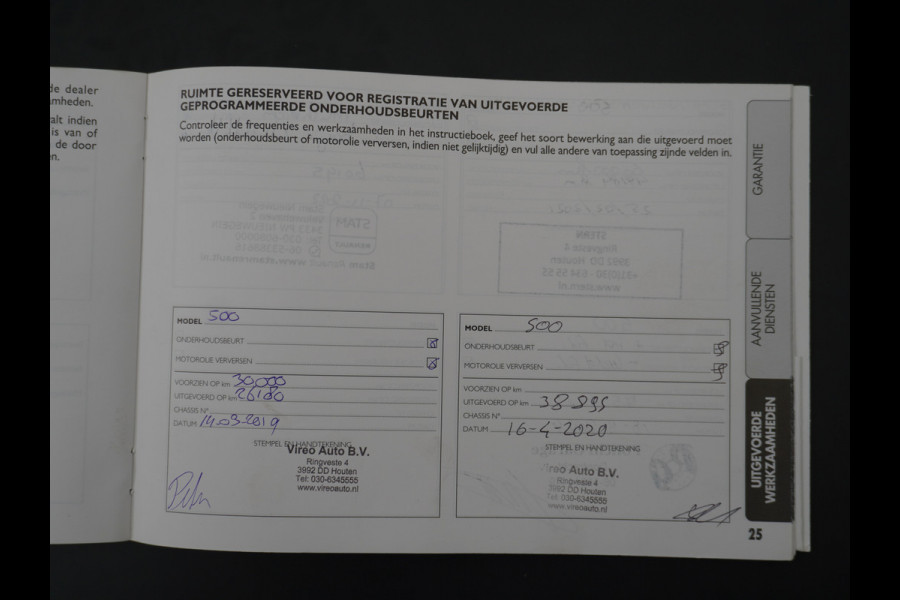 de dealer
mheden.
alt indien
is van of
de door
n.
RUIMTE GERESERVEERD VOOR REGISTRATIE VAN UITGEVOERDE
GEPROGRAMMEERDE ONDERHOUDSBEURTEN
Controleer de frequenties en werkzaamheden in het instructieboek, geef het soort bewerking aan die uitgevoerd moet
worden (onderhoudsbeurt of motorolie verversen, indien niet gelijktijdig) en vul alle andere van toepassing zijnde velden in.
GARANTIE
AANVULLENDE
DIENSTEN
UITGEVOERDE
WERKZAAMHEDEN
MODEL 500
ONDERHOUDSBEURT
MOTOROLIE VERVERSEN
VOORZIEN OP km 30,000
UITGEVOERD OP km 26180
CHASSIS N°
DATUM 14-03-2019
STEMPEL EN HANDTEKENING
Vireo Auto B.V.
Ringveste 4
3992 DD Houten
Tel: 030-6345555
www.vireoauto.nl
MODEL 500
ONDERHOUDSBEURT
MOTOROLIE VERVERSEN
VOORZIEN OP km
UITGEVOERD OP km 38895
CHASSIS N°
DATUM 16-4-2020
STEMPEL EN HANDTEKENING
Vireo Auto B.V.
Ringveste 4
3992 DD Houten
Tel: 030-6345555
www.vireoauto.nl
25